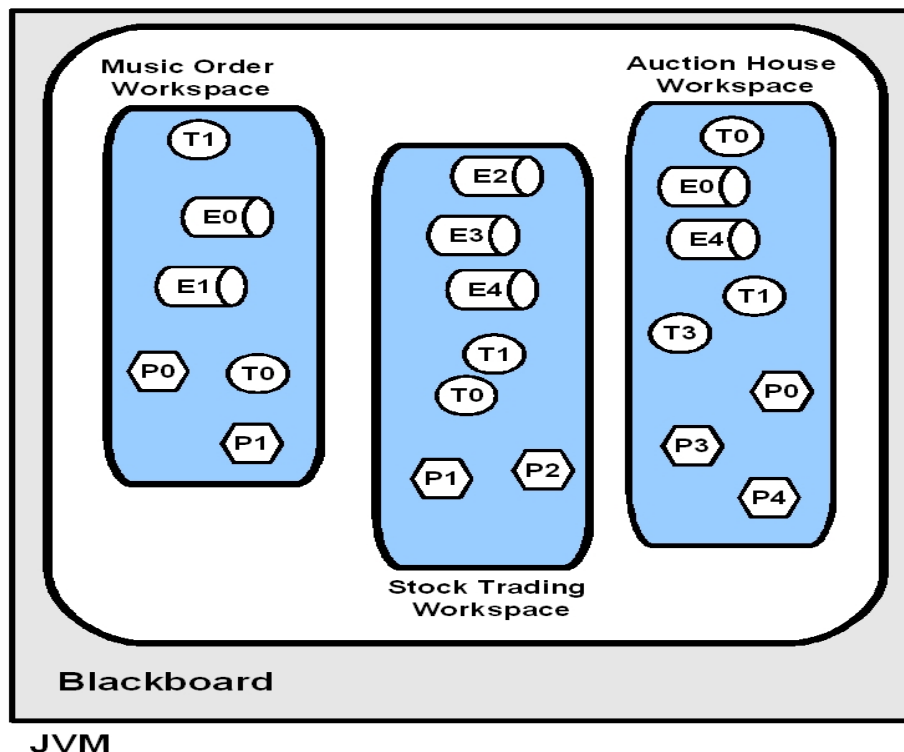 Music Order
Workspace
T1
E0
E1
P0
T0
P1
E2
E3
E4
T1
T0
P1
P2
Stock Trading
Workspace
Auction House
Workspace
T0
E0
E4
T1
T3
P0
P3
P4
Blackboard
JVM